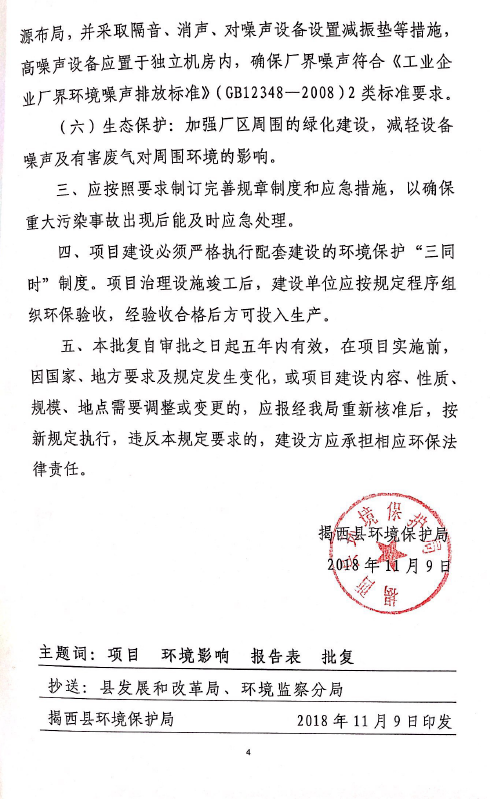 源布局，并采取隔音、消声、对噪声设备设置减振垫等措施，
高噪声设备应置于独立机房内，确保厂界噪声符合《工业企
业厂界环境噪声排放标准》（GB12348—2008）2 类标准要求。
（六）生态保护：加强厂区周围的绿化建设，减轻设备
噪声及有害废气对周围环境的影响。
三、应按照要求制订完善规章制度和应急措施，以确保
重大污染事故出现后能及时应急处理。
四、项目建设必须严格执行配套建设的环境保护“三同
时”制度。项目治理设施竣工后，建设单位应按规定程序组
织环保验收，经验收合格后方可投入生产。
五、本批复自审批之日起五年内有效，在项目实施前，
因国家、地方要求及规定发生变化，或项目建设内容、性质、
规模、地点需要调整或变更的，应报经我局重新核准后，按
新规定执行，违反本规定要求的，建设方应承担相应环保法
律责任。
揭西县环境保护局
揭西县环境保护局
2018 年 11 月 9 日
主题词：项目 环境影响 报告表 批复
抄送：县发展和改革局、环境监察分局
揭西县环境保护局 2018 年 11 月 9 日印发
4